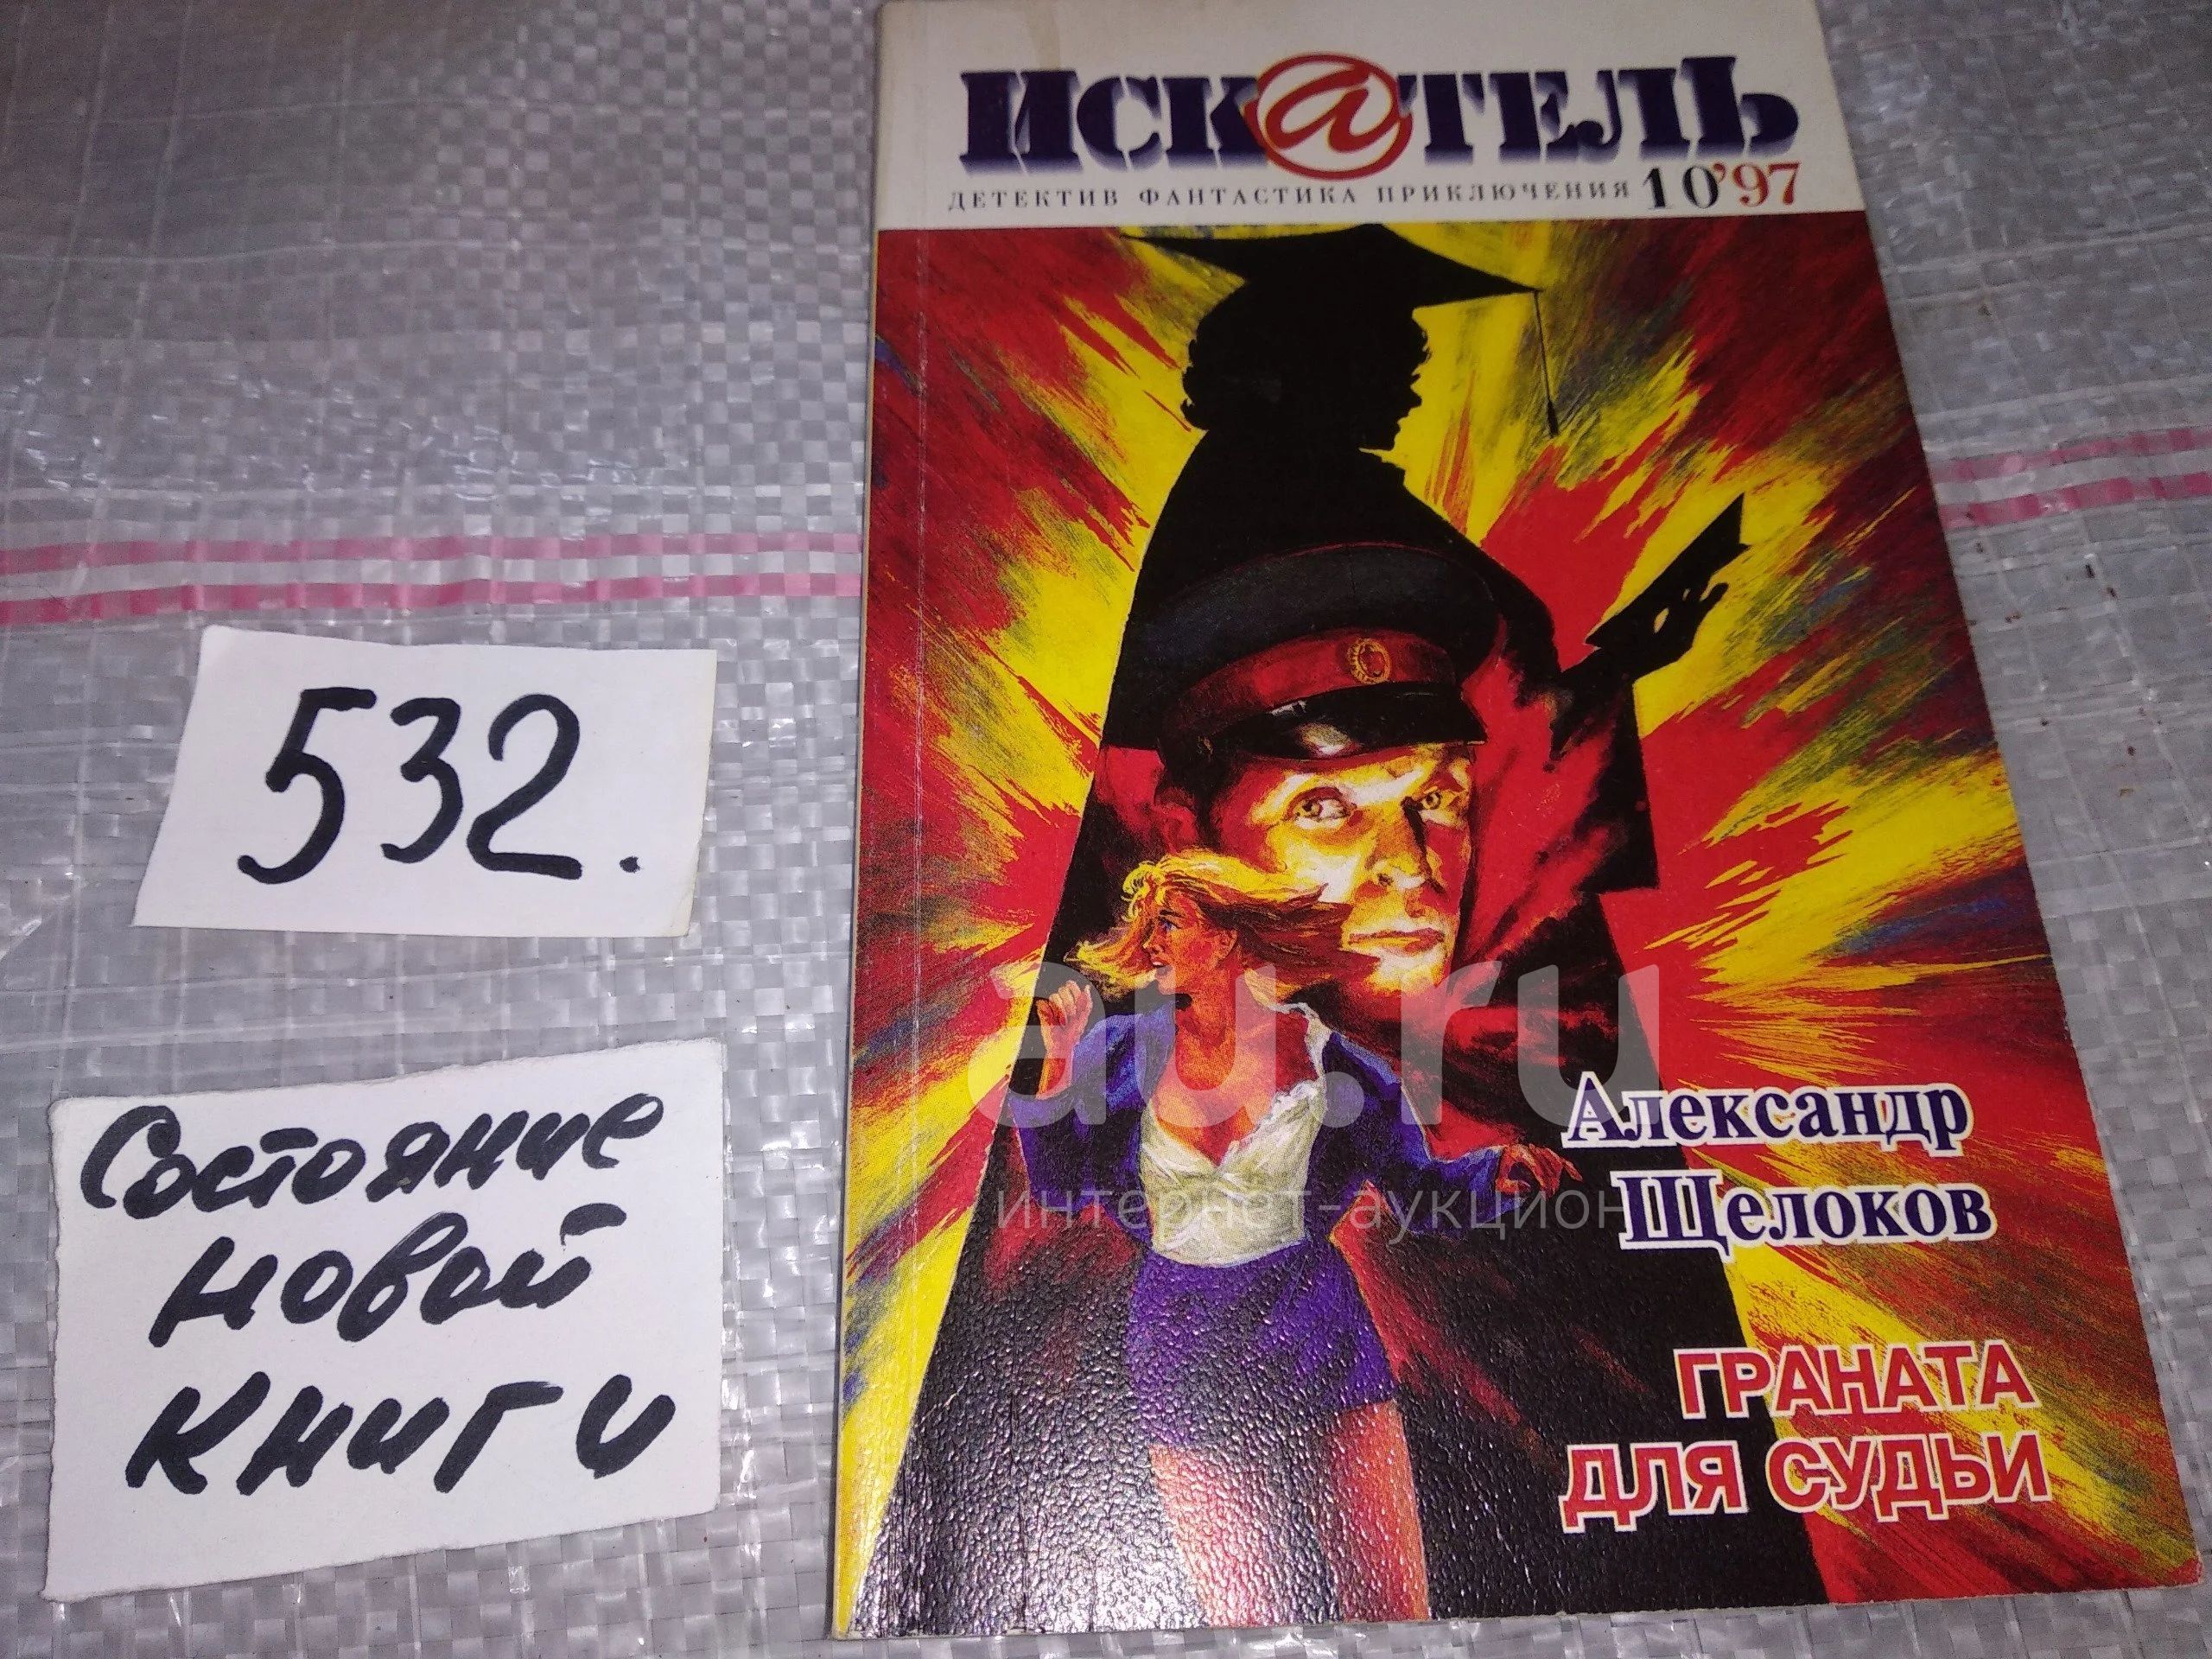 ИСК@ТЕЛЬ
ДЕТЕКТИВ ФАНТАСТИКА ПРИКЛЮЧЕНИЯ 10'97
532.
Состояние
новой
книги
au.ru
интернет-аукцион
Александр
Щелоков
ГРАНАТА
ДЛЯ СУДЬИ